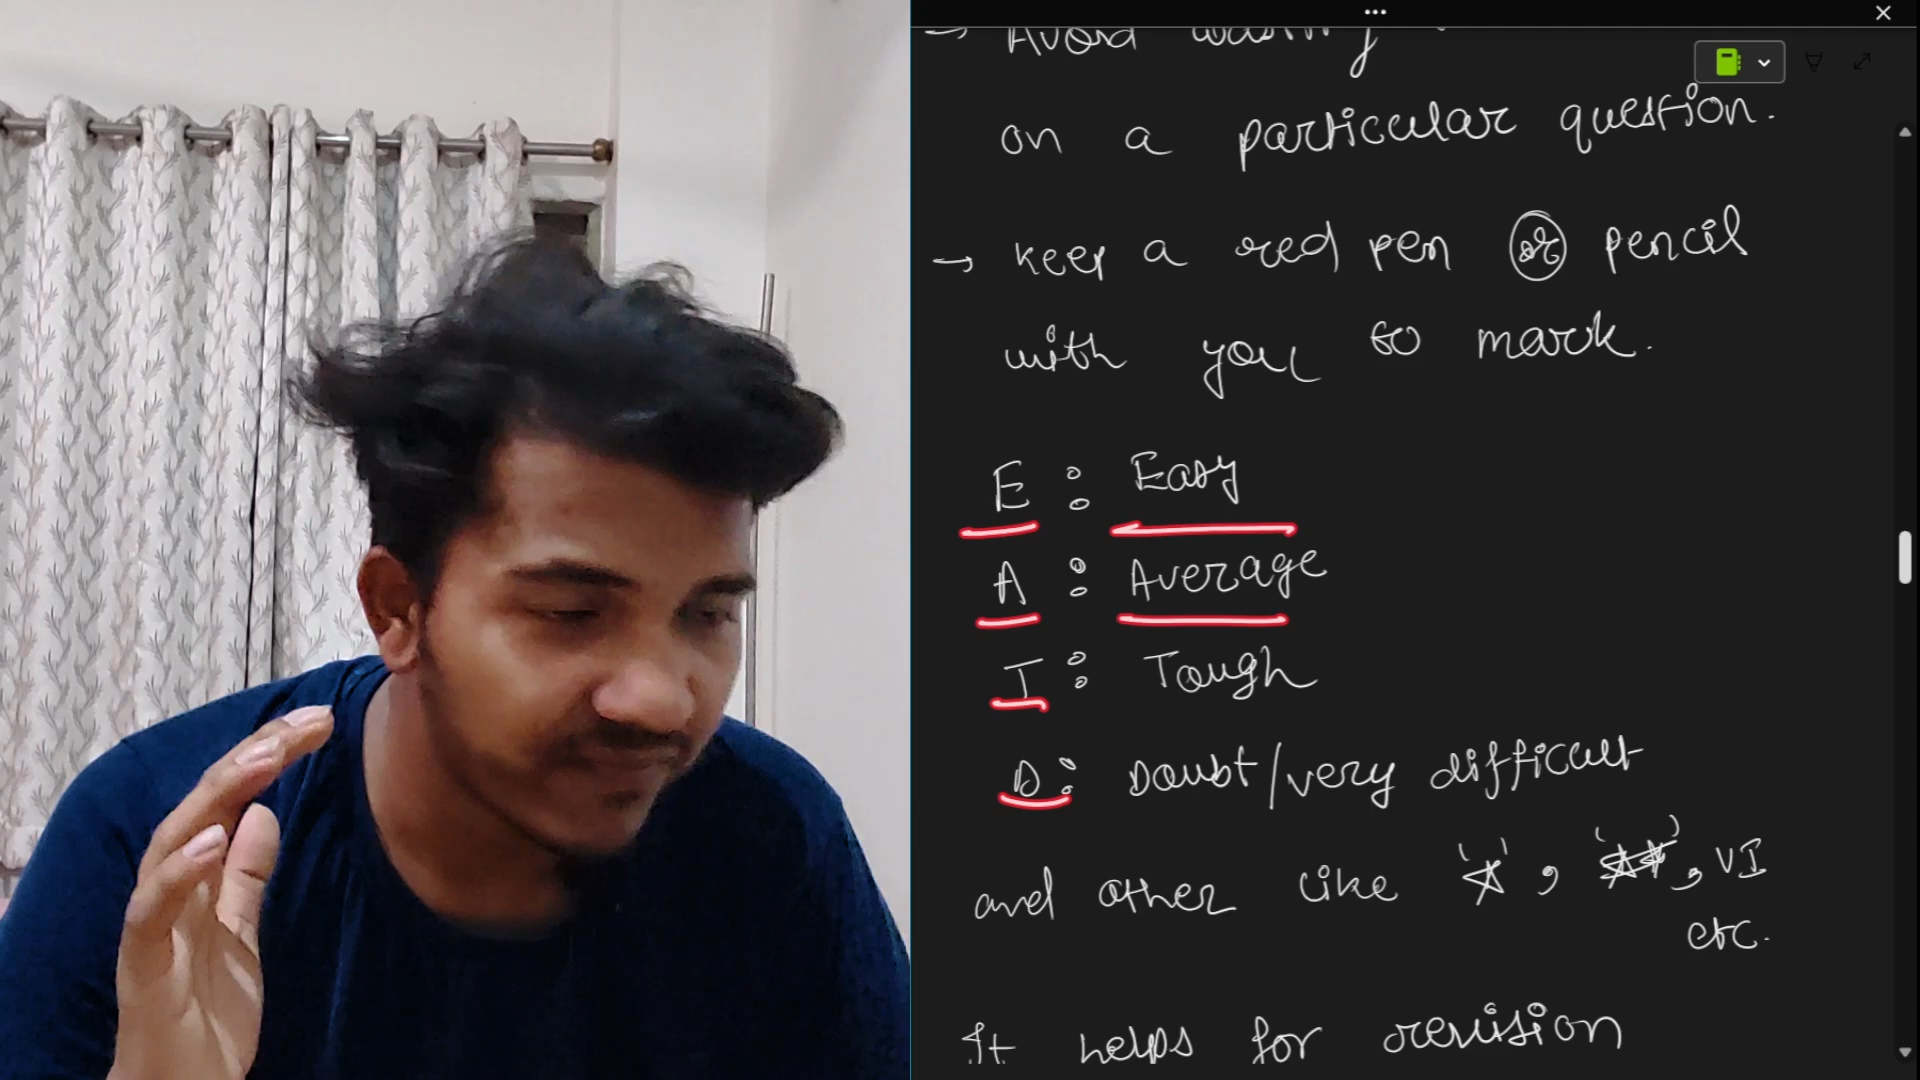 → Avoid
on a particular question.
→ Keep a red pen or pencil
with you to mark.
E : Easy
A : Average
T : Tough
D : Doubt/very difficult
and other like '☆', '☆☆', VI
etc.
It helps for revision